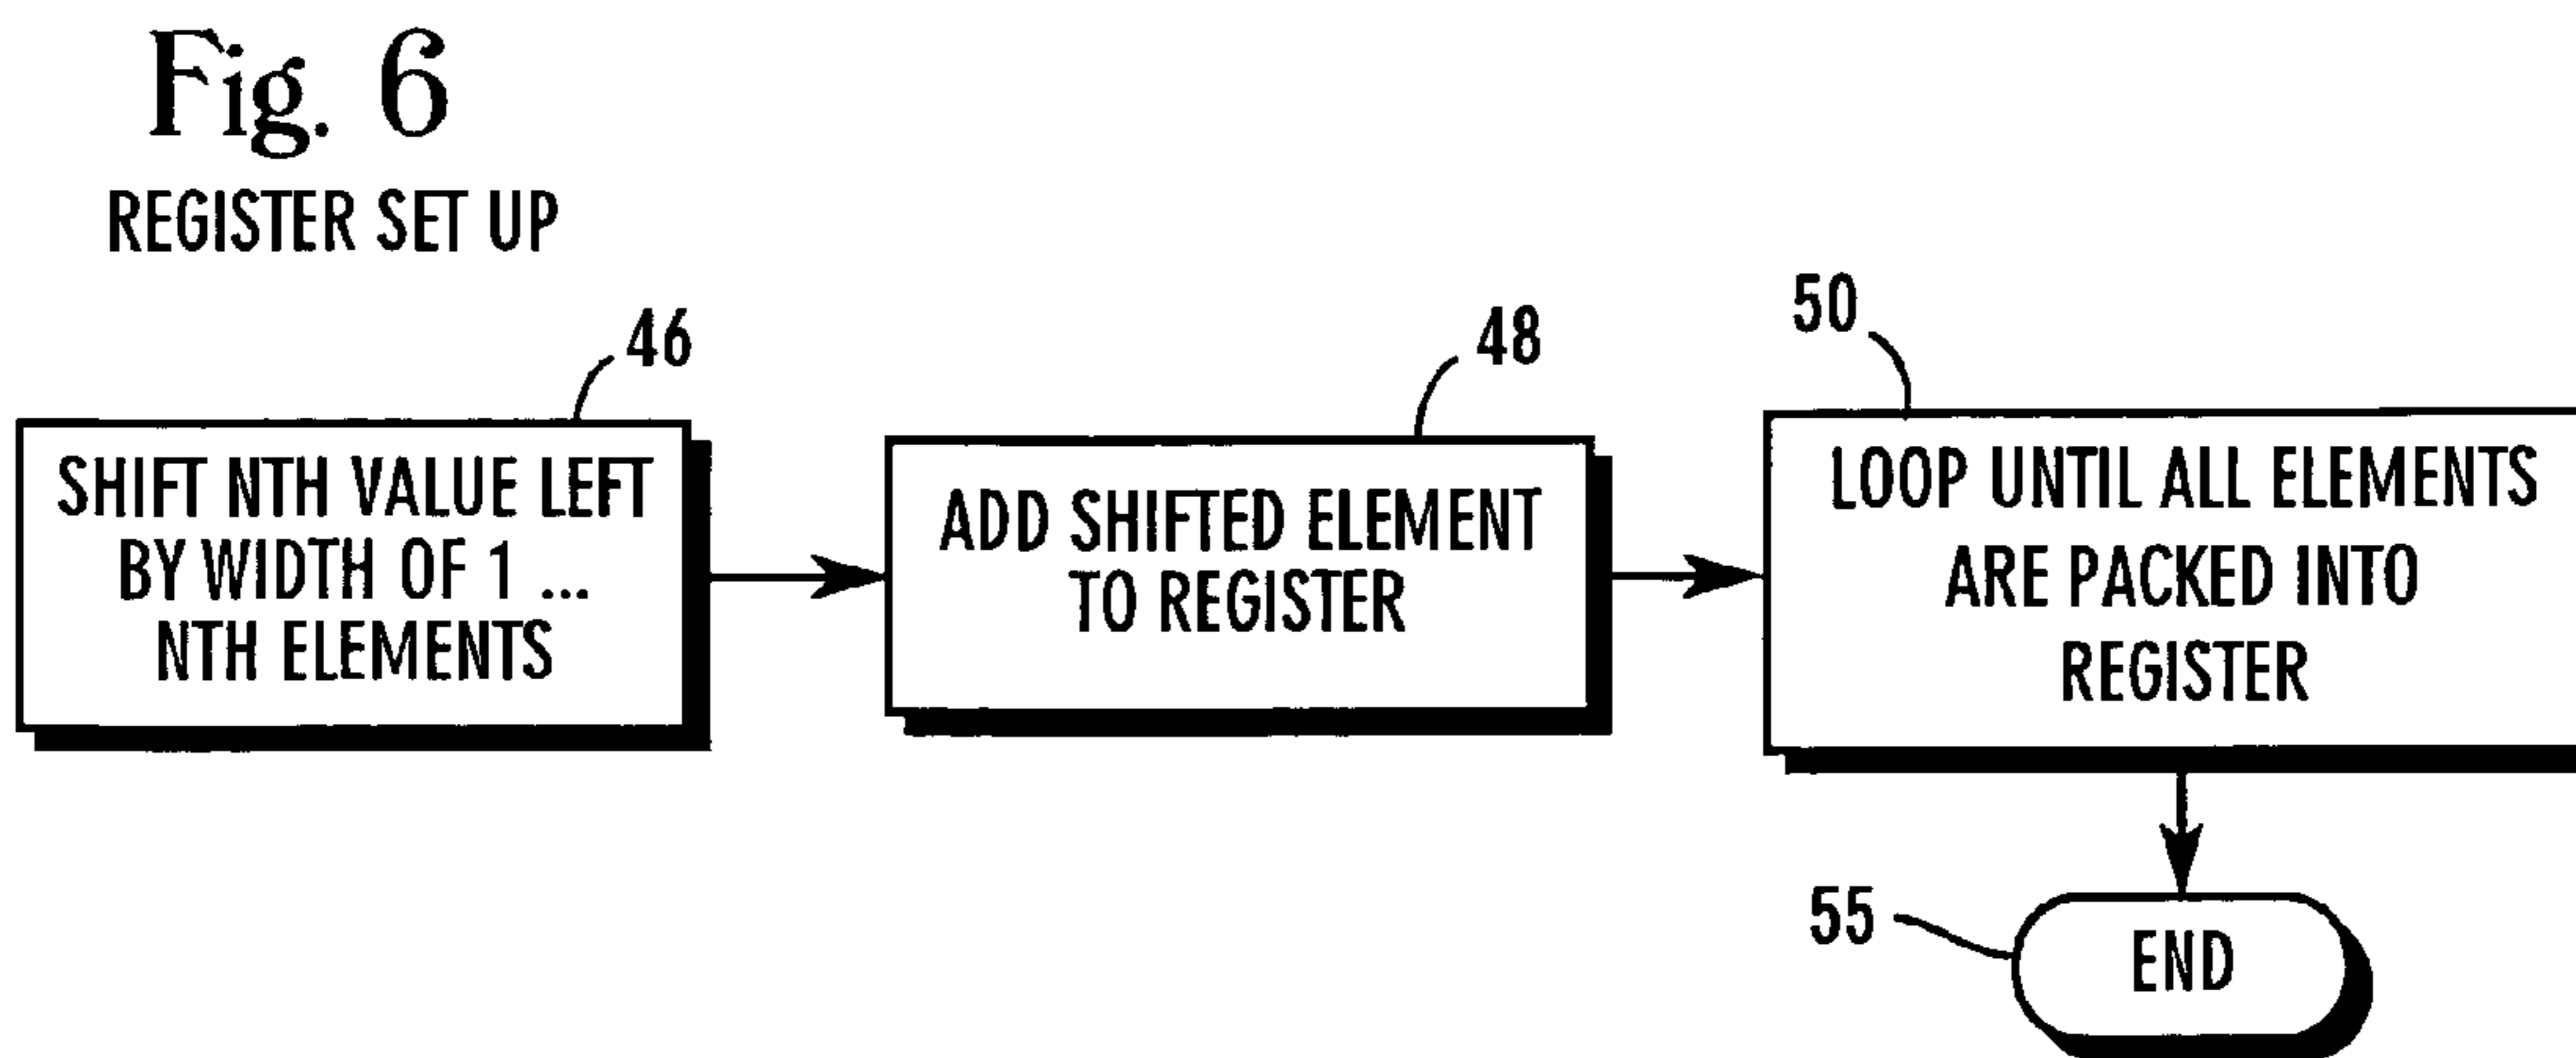 Fig. 6
REGISTER SET UP
46
SHIFT NTH VALUE LEFT
BY WIDTH OF 1 ...
NTH ELEMENTS
48
ADD SHIFTED ELEMENT
TO REGISTER
50
LOOP UNTIL ALL ELEMENTS
ARE PACKED INTO
REGISTER
55
END